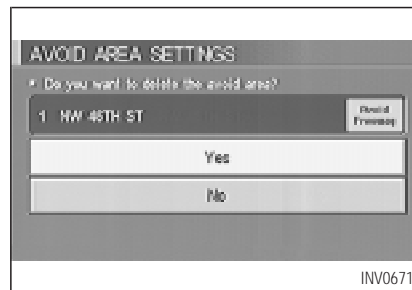 AVOID AREA SETTINGS
Do you want to delete the avoid area?
1 NW 46TH ST
Avoid
Freeway
Yes
No
INV0671